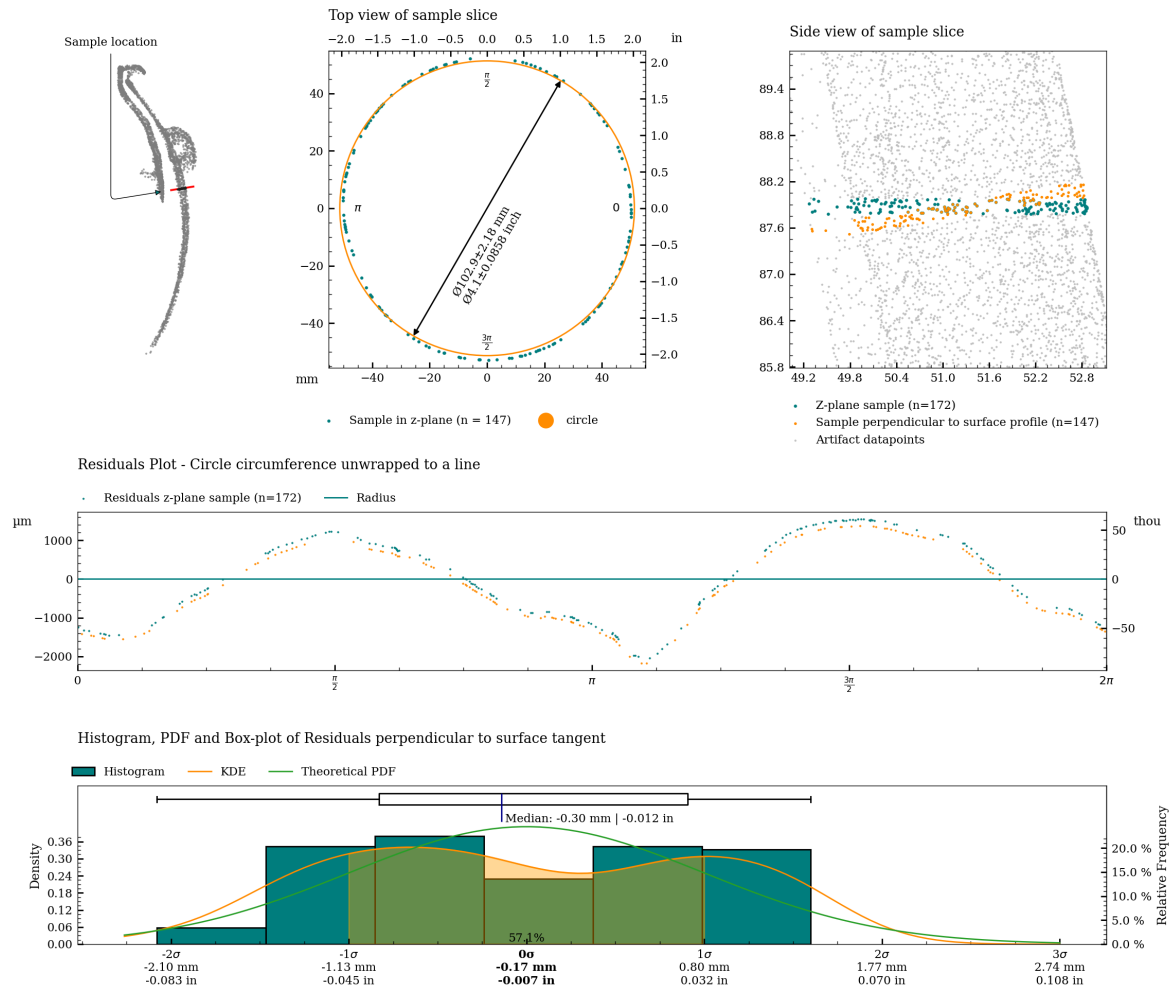 Sample location
Top view of sample slice
−2.0 −1.5 −1.0 −0.5 0.0 0.5 1.0 1.5 2.0 in
40
20
0
−20
−40
mm
−40 −20 0 20 40
2.0
1.5
1.0
0.5
0.0
−0.5
−1.0
−1.5
−2.0
π/2
π
0
3π/2
Ø102.9±2.18 mm
Ø4.1±0.0858 inch
Sample in z-plane (n = 147) circle
Side view of sample slice
89.4
88.8
88.2
87.6
87.0
86.4
85.8
49.2 49.8 50.4 51.0 51.6 52.2 52.8
Z-plane sample (n=172)
Sample perpendicular to surface profile (n=147)
Artifact datapoints
Residuals Plot - Circle circumference unwrapped to a line
Residuals z-plane sample (n=172) Radius
µm
1000
0
−1000
−2000
thou
50
0
−50
0 π/2 π 3π/2 2π
Histogram, PDF and Box-plot of Residuals perpendicular to surface tangent
Histogram KDE Theoretical PDF
Median: -0.30 mm | -0.012 in
Density
0.36
0.30
0.24
0.18
0.12
0.06
0.00
Relative Frequency
20.0 %
15.0 %
10.0 %
5.0 %
0.0 %
57.1%
-2σ -1σ 0σ 1σ 2σ 3σ
-2.10 mm -1.13 mm -0.17 mm 0.80 mm 1.77 mm 2.74 mm
-0.083 in -0.045 in -0.007 in 0.032 in 0.070 in 0.108 in